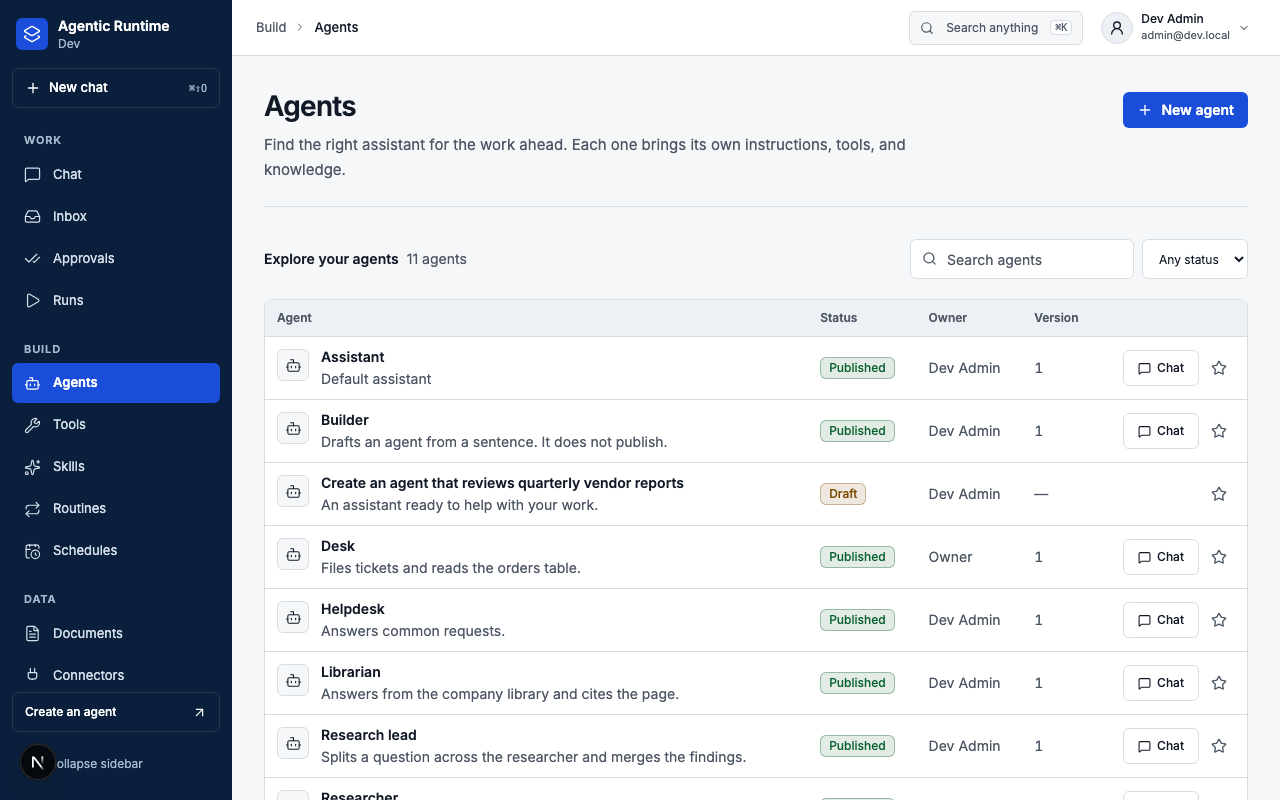 Agentic Runtime
Dev
New chat ⌘⇧O
WORK
Chat
Inbox
Approvals
Runs
BUILD
Agents
Tools
Skills
Routines
Schedules
DATA
Documents
Connectors
Create an agent
N
ollapse sidebar
Build > Agents
Search anything ⌘K
Dev Admin
admin@dev.local
Agents
New agent
Find the right assistant for the work ahead. Each one brings its own instructions, tools, and
knowledge.
Explore your agents 11 agents
Search agents
Any status
Agent Status Owner Version
Assistant
Default assistant
Published Dev Admin 1 Chat
Builder
Drafts an agent from a sentence. It does not publish.
Published Dev Admin 1 Chat
Create an agent that reviews quarterly vendor reports
An assistant ready to help with your work.
Draft Dev Admin —
Desk
Files tickets and reads the orders table.
Published Owner 1 Chat
Helpdesk
Answers common requests.
Published Dev Admin 1 Chat
Librarian
Answers from the company library and cites the page.
Published Dev Admin 1 Chat
Research lead
Splits a question across the researcher and merges the findings.
Published Dev Admin 1 Chat
Researcher